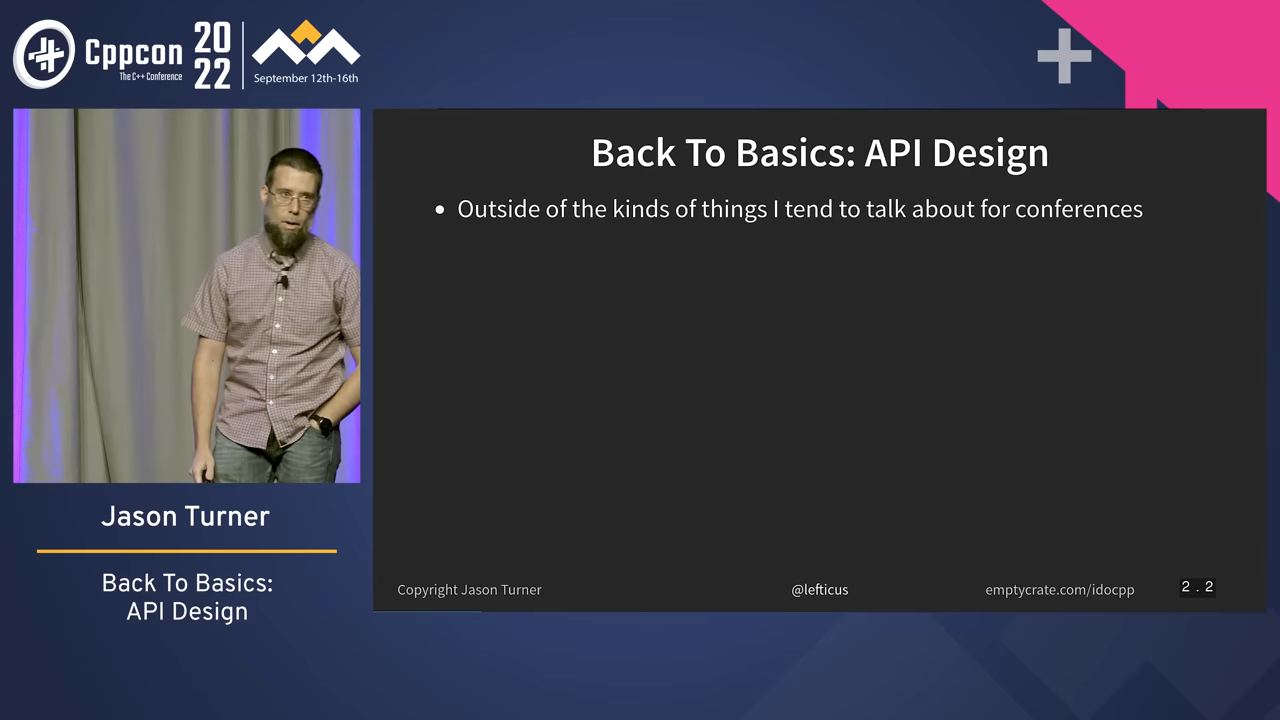 Cppcon
The C++ Conference
20
22
September 12th-16th
Back To Basics: API Design
• Outside of the kinds of things I tend to talk about for conferences
Copyright Jason Turner
@lefticus
emptycrate.com/idocpp
2 . 2
Jason Turner
Back To Basics:
API Design